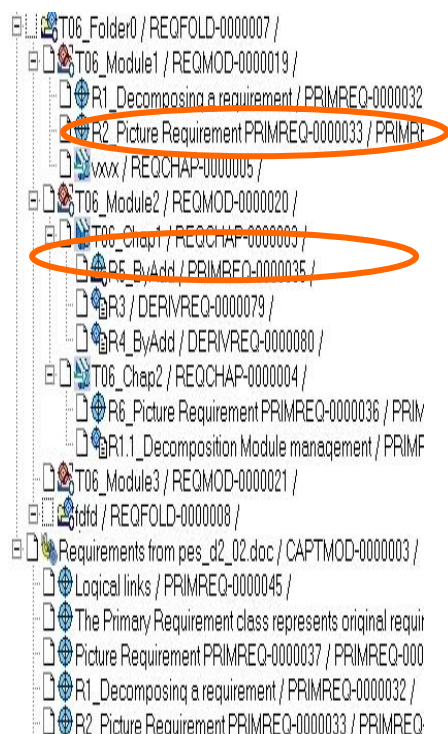 T06_Folder0 / REQFOLD-0000007 /
T06_Module1 / REQMOD-0000019 /
R1_Decomposing a requirement / PRIMREQ-0000032
R2_Picture Requirement PRIMREQ-0000033 / PRIMRE
vxvx / REQCHAP-0000005 /
T06_Module2 / REQMOD-0000020 /
T06_Chap1 / REQCHAP-0000003 /
R5_ByAdd / PRIMREQ-0000035 /
R3 / DERIVREQ-0000079 /
R4_ByAdd / DERIVREQ-0000080 /
T06_Chap2 / REQCHAP-0000004 /
R6_Picture Requirement PRIMREQ-0000036 / PRIM
R1.1_Decomposition Module management / PRIMR
T06_Module3 / REQMOD-0000021 /
fdfd / REQFOLD-0000008 /
Requirements from pes_d2_02.doc / CAPTMOD-0000003 /
Logical links / PRIMREQ-0000045 /
The Primary Requirement class represents original requir
Picture Requirement PRIMREQ-0000037 / PRIMREQ-000
R1_Decomposing a requirement / PRIMREQ-0000032 /
R2_Picture Requirement PRIMREQ-0000033 / PRIMREQ-